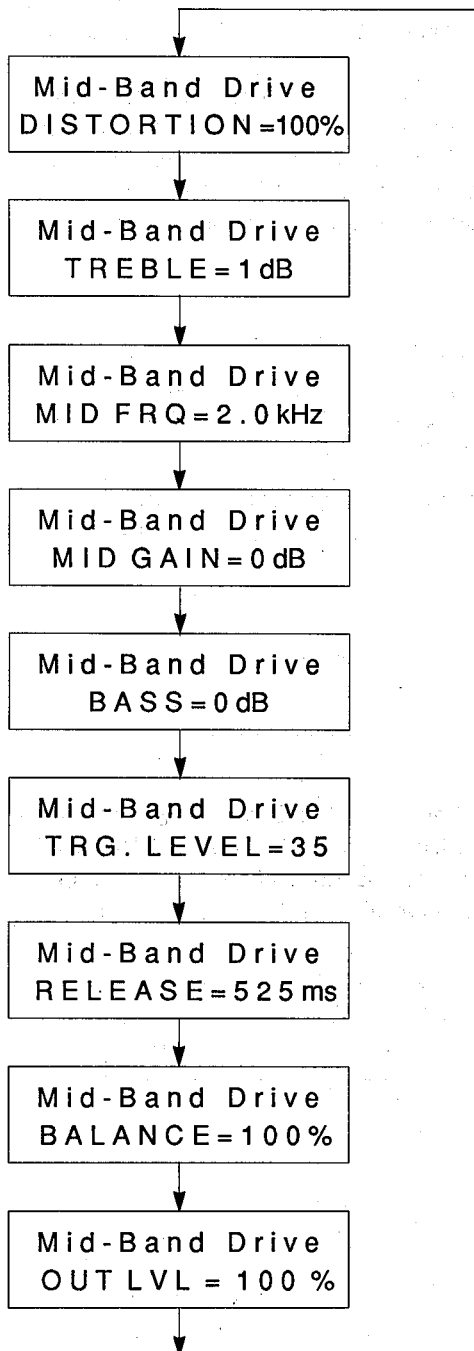 Mid-Band Drive
DISTORTION=100%
Mid-Band Drive
TREBLE=1dB
Mid-Band Drive
MID FRQ=2.0kHz
Mid-Band Drive
MID GAIN=0dB
Mid-Band Drive
BASS=0dB
Mid-Band Drive
TRG. LEVEL=35
Mid-Band Drive
RELEASE=525ms
Mid-Band Drive
BALANCE=100%
Mid-Band Drive
OUT LVL = 100 %